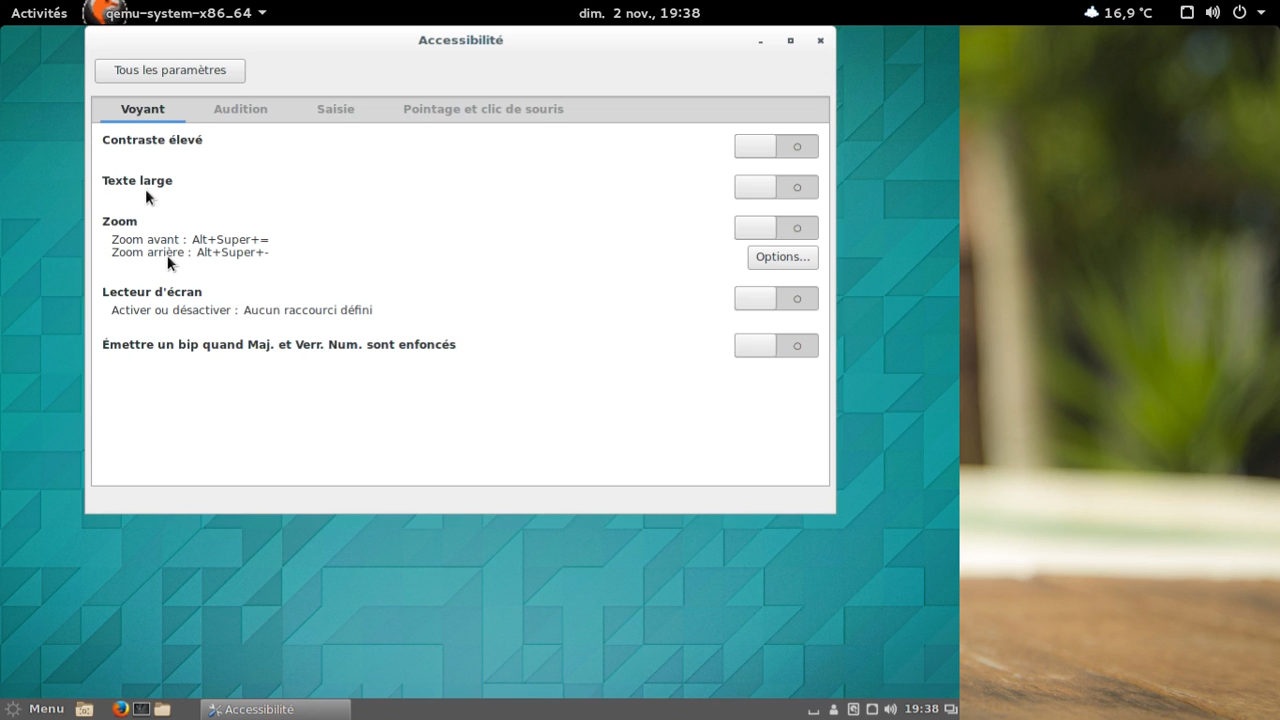 Activités qemu-system-x86_64 dim. 2 nov., 19:38 16,9 °C
Accessibilité
Tous les paramètres
Voyant Audition Saisie Pointage et clic de souris
Contraste élevé
Texte large
Zoom
Zoom avant : Alt+Super+=
Zoom arrière : Alt+Super+-
Options...
Lecteur d'écran
Activer ou désactiver : Aucun raccourci défini
Émettre un bip quand Maj. et Verr. Num. sont enfoncés
Menu Accessibilité 19:38